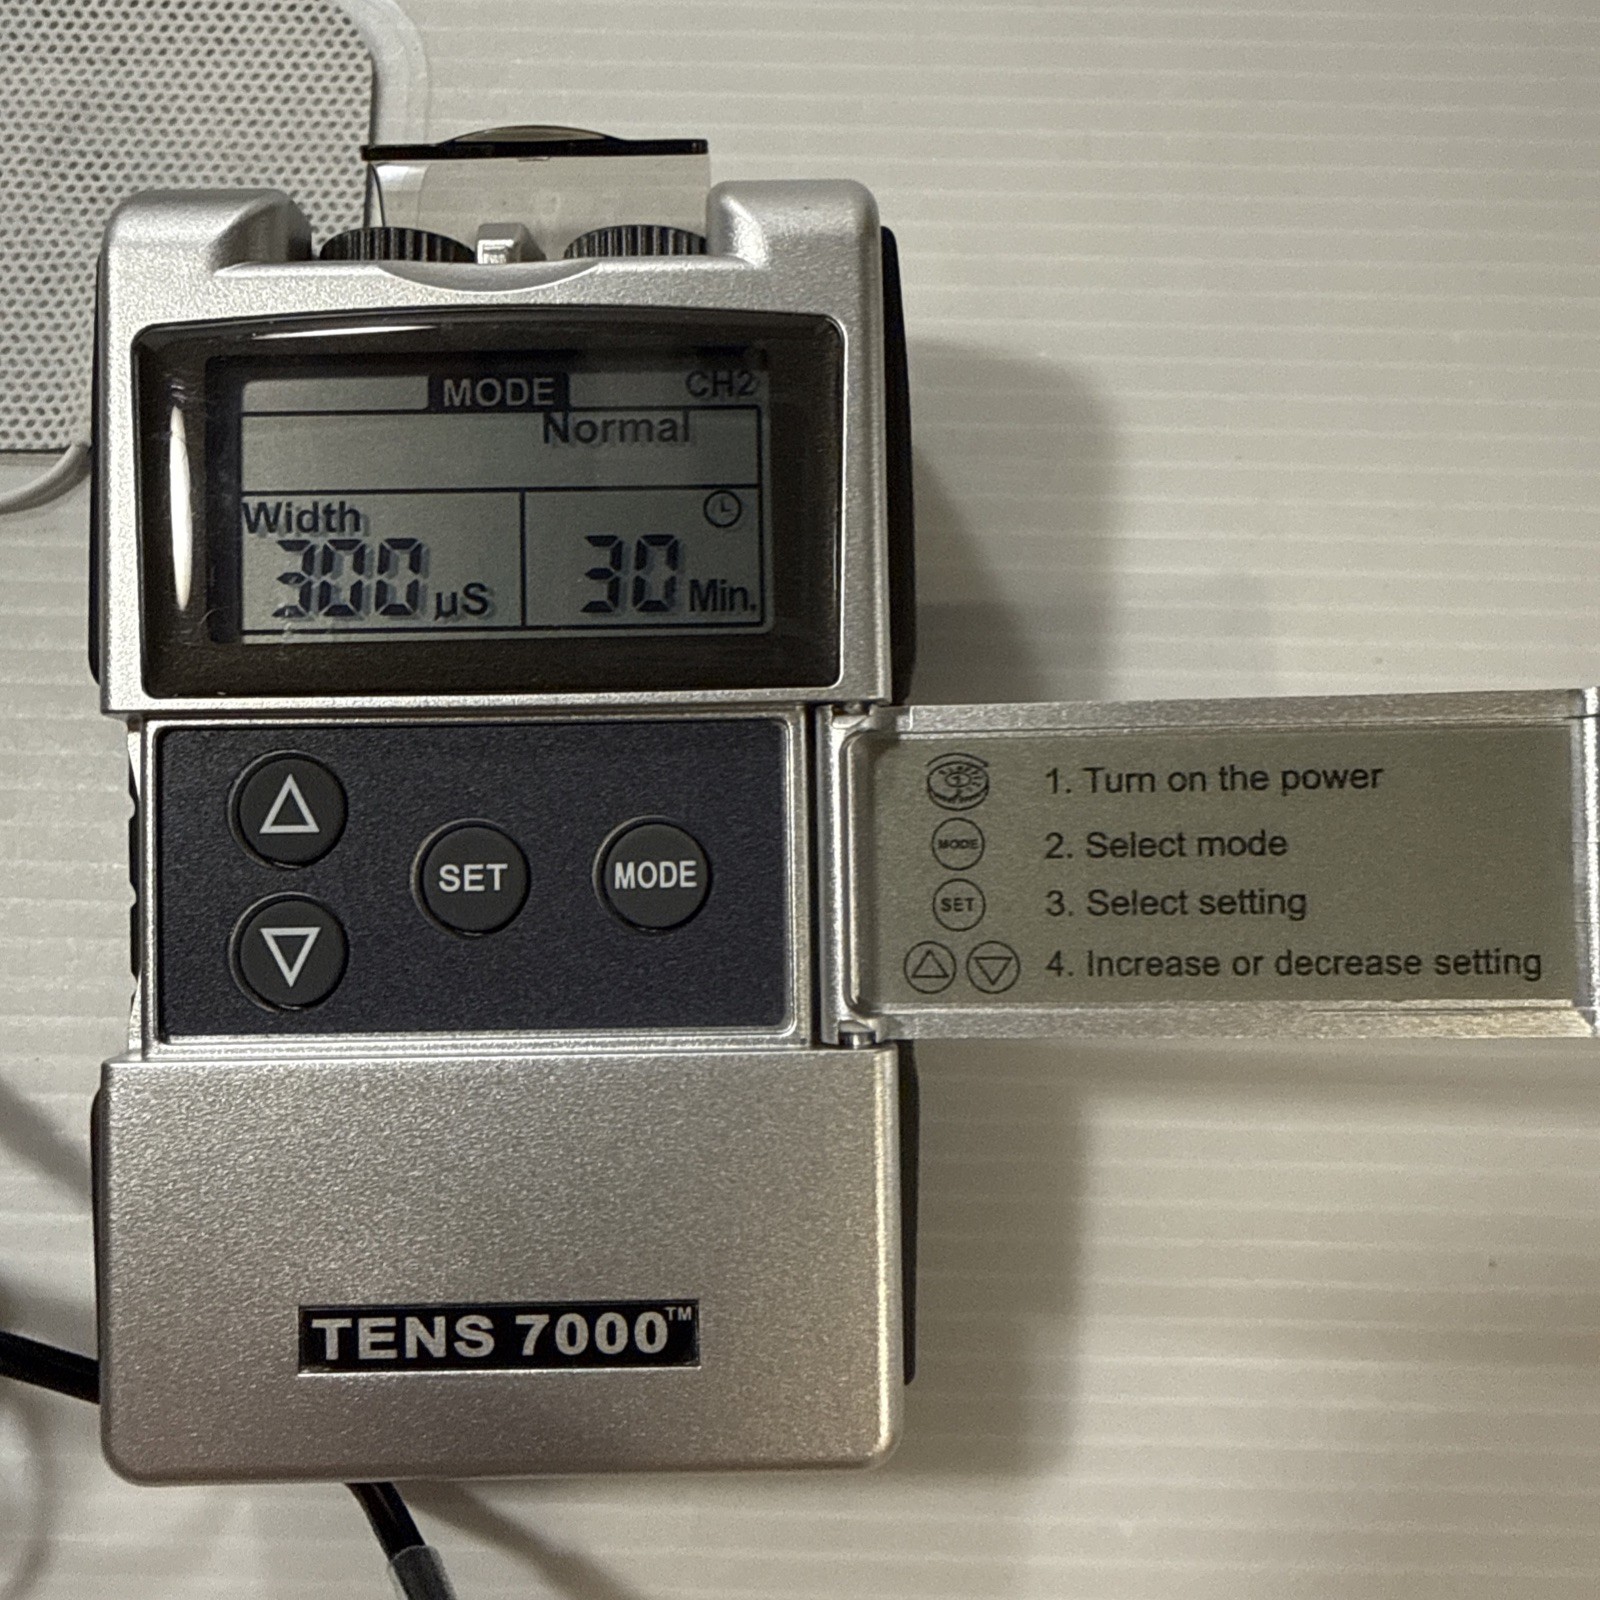 MODE CH2
Normal
Width
300 µS 30 Min.
SET MODE
1. Turn on the power
MODE 2. Select mode
SET 3. Select setting
4. Increase or decrease setting
TENS 7000™